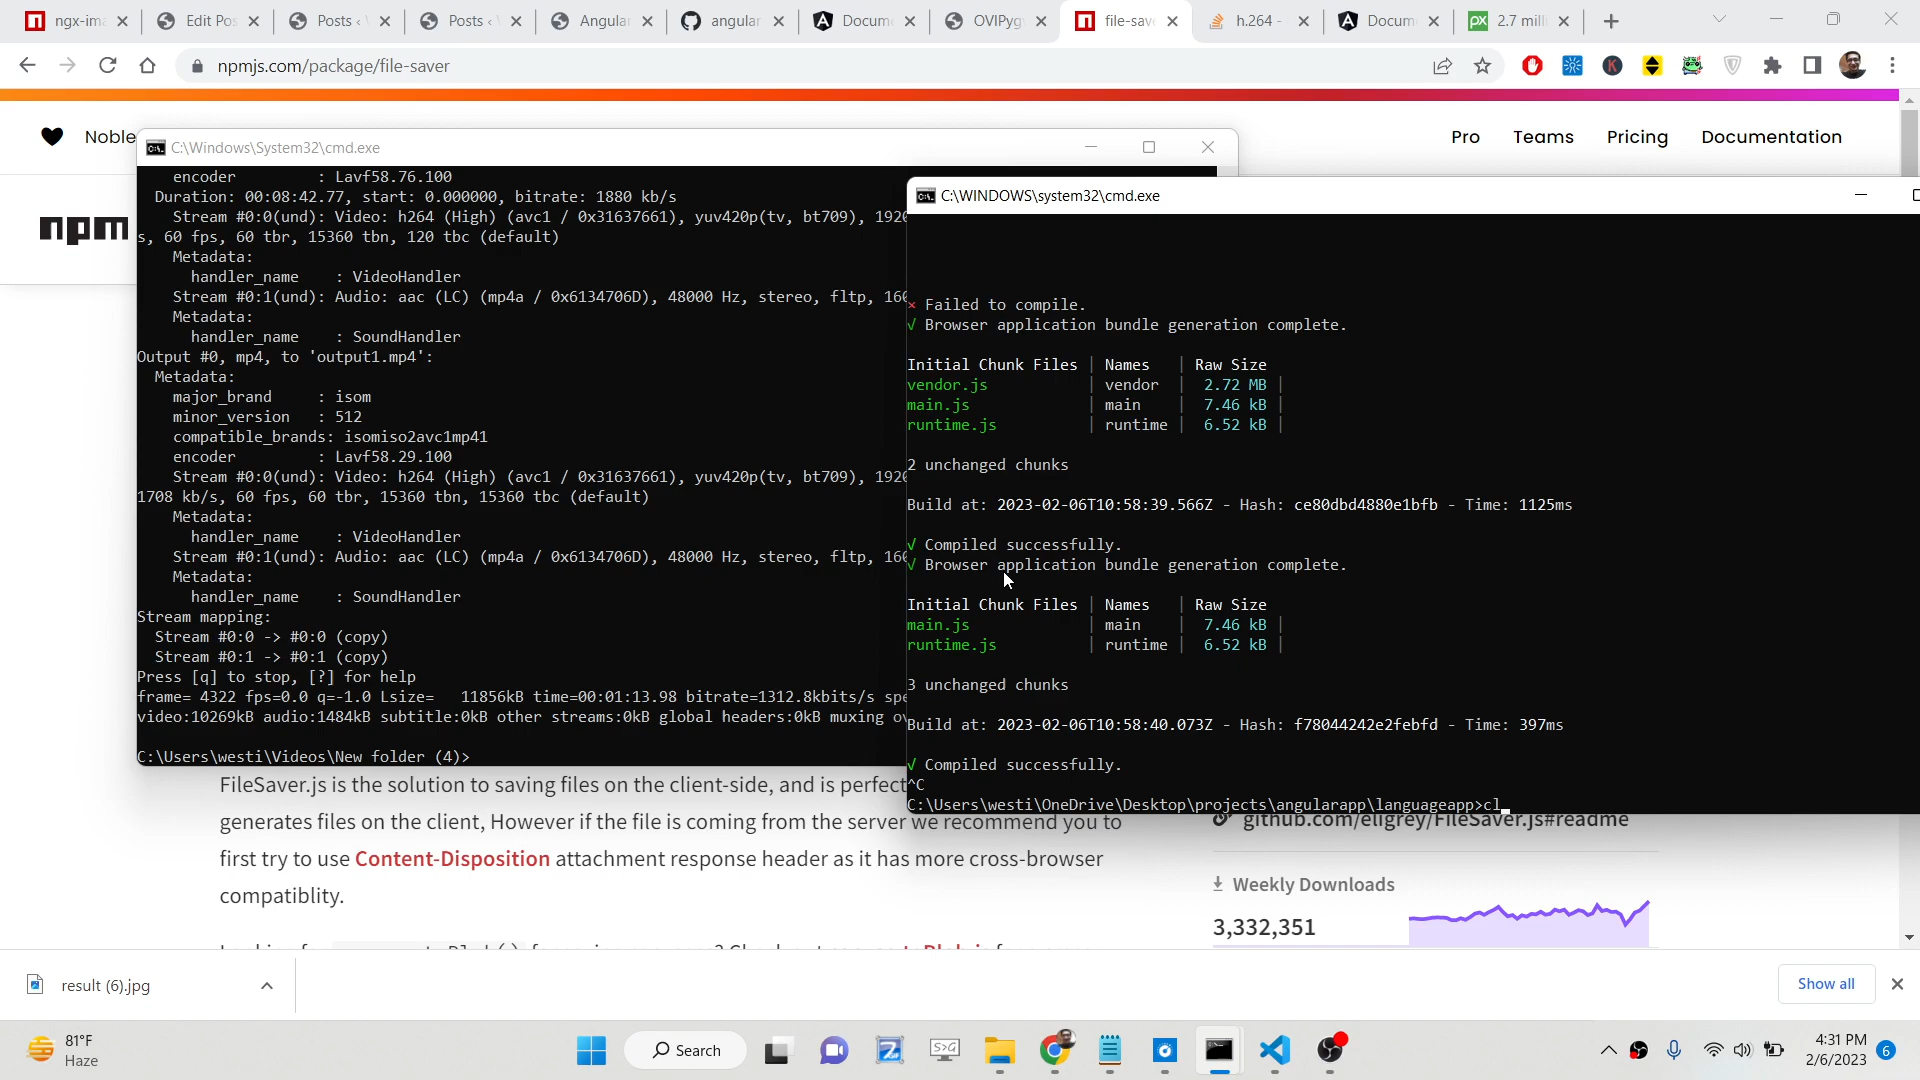 ngx-im
Edit Pos
Posts ‹
Posts ‹
Angular
angular
Docum
OVIPyg
file-sav
h.264 -
Docum
2.7 mill
npmjs.com/package/file-saver
Noble
Pro
Teams
Pricing
Documentation
npm
C:\Windows\System32\cmd.exe
encoder : Lavf58.76.100
Duration: 00:08:42.77, start: 0.000000, bitrate: 1880 kb/s
Stream #0:0(und): Video: h264 (High) (avc1 / 0x31637661), yuv420p(tv, bt709), 192
s, 60 fps, 60 tbr, 15360 tbn, 120 tbc (default)
Metadata:
handler_name : VideoHandler
Stream #0:1(und): Audio: aac (LC) (mp4a / 0x6134706D), 48000 Hz, stereo, fltp, 16
Metadata:
handler_name : SoundHandler
Output #0, mp4, to 'output1.mp4':
Metadata:
major_brand : isom
minor_version : 512
compatible_brands: isomiso2avc1mp41
encoder : Lavf58.29.100
Stream #0:0(und): Video: h264 (High) (avc1 / 0x31637661), yuv420p(tv, bt709), 192
1708 kb/s, 60 fps, 60 tbr, 15360 tbn, 15360 tbc (default)
Metadata:
handler_name : VideoHandler
Stream #0:1(und): Audio: aac (LC) (mp4a / 0x6134706D), 48000 Hz, stereo, fltp, 16
Metadata:
handler_name : SoundHandler
Stream mapping:
Stream #0:0 -> #0:0 (copy)
Stream #0:1 -> #0:1 (copy)
Press [q] to stop, [?] for help
frame= 4322 fps=0.0 q=-1.0 Lsize= 11856kB time=00:01:13.98 bitrate=1312.8kbits/s spe
video:10269kB audio:1484kB subtitle:0kB other streams:0kB global headers:0kB muxing ov
C:\Users\westi\Videos\New folder (4)>
C:\WINDOWS\system32\cmd.exe
× Failed to compile.
√ Browser application bundle generation complete.
Initial Chunk Files | Names | Raw Size
vendor.js | vendor | 2.72 MB |
main.js | main | 7.46 kB |
runtime.js | runtime | 6.52 kB |
2 unchanged chunks
Build at: 2023-02-06T10:58:39.566Z - Hash: ce80dbd4880e1bfb - Time: 1125ms
√ Compiled successfully.
√ Browser application bundle generation complete.
Initial Chunk Files | Names | Raw Size
main.js | main | 7.46 kB |
runtime.js | runtime | 6.52 kB |
3 unchanged chunks
Build at: 2023-02-06T10:58:40.073Z - Hash: f78044242e2febfd - Time: 397ms
√ Compiled successfully.
^C
C:\Users\westi\OneDrive\Desktop\projects\angularapp\languageapp>cl
FileSaver.js is the solution to saving files on the client-side, and is perfect
generates files on the client, However if the file is coming from the server we recommend you to
first try to use Content-Disposition attachment response header as it has more cross-browser
compatiblity.
github.com/eligrey/FileSaver.js#readme
Weekly Downloads
3,332,351
result (6).jpg
Show all
81°F
Haze
Search
4:31 PM
2/6/2023
6